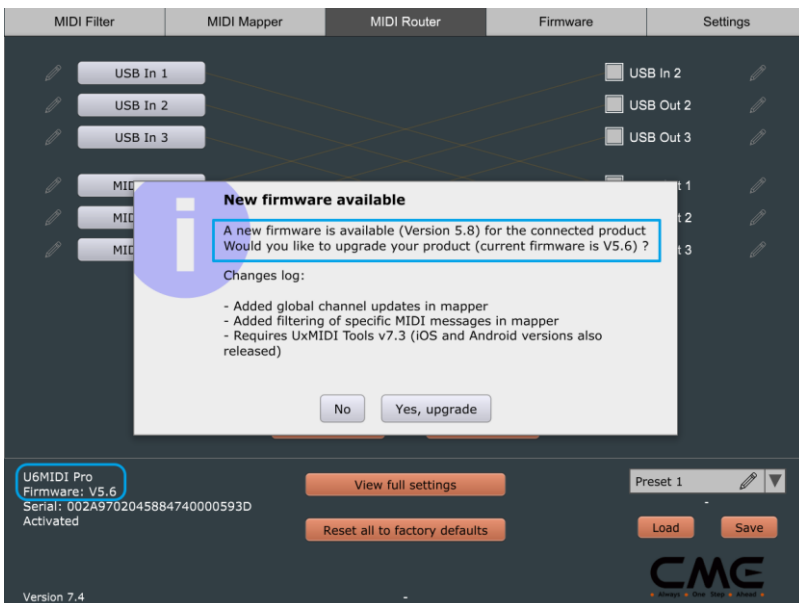 MIDI Filter
MIDI Mapper
MIDI Router
Firmware
Settings
USB In 1
USB In 2
USB In 2
USB Out 2
USB In 3
USB Out 3
New firmware available
A new firmware is available (Version 5.8) for the connected product
Would you like to upgrade your product (current firmware is V5.6) ?
Changes log:
- Added global channel updates in mapper
- Added filtering of specific MIDI messages in mapper
- Requires UxMIDI Tools v7.3 (iOS and Android versions also
released)
No
Yes, upgrade
U6MIDI Pro
Firmware: V5.6
Serial: 002A9702045884740000593D
Activated
View full settings
Reset all to factory defaults
Preset 1
-
Load
Save
CME
Always One Step Ahead
Version 7.4
-